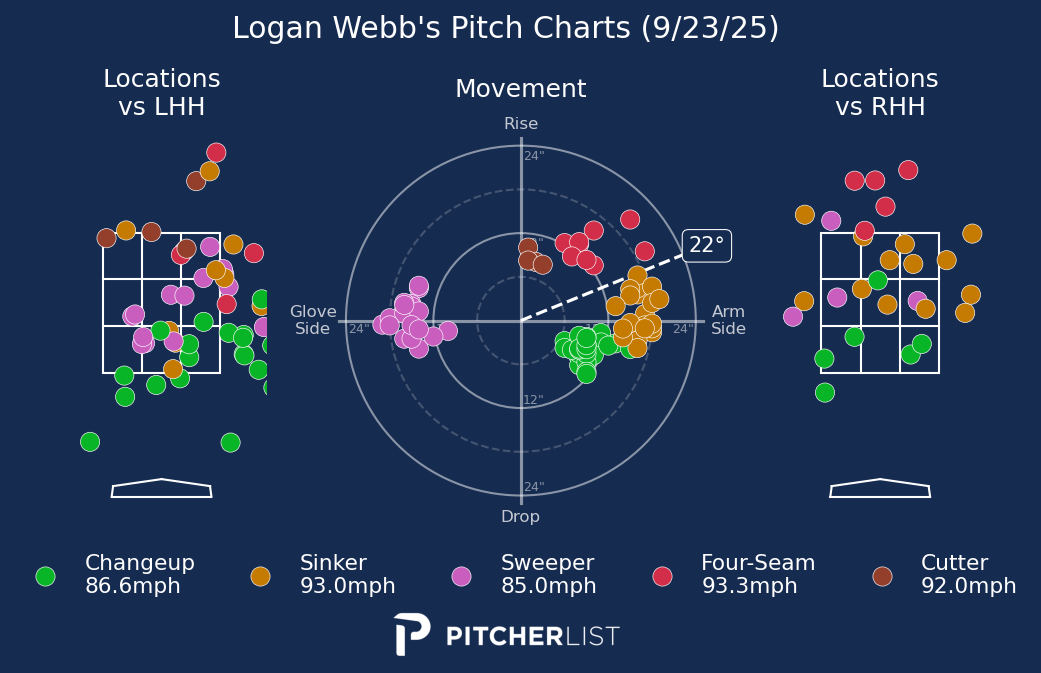 Logan Webb's Pitch Charts (9/23/25)
Locations
vs LHH
Movement
Locations
vs RHH
Rise
24"
22°
Glove
Side
24"
24"
Arm
Side
12"
24"
Drop
Changeup
86.6mph
Sinker
93.0mph
Sweeper
85.0mph
Four-Seam
93.3mph
Cutter
92.0mph
PITCHERLIST